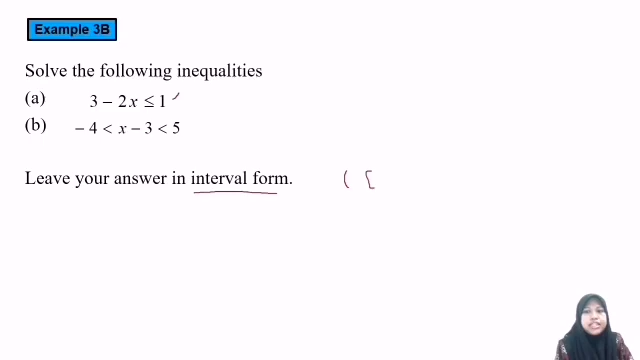 Example 3B
Solve the following inequalities
(a) 3 − 2x ≤ 1
(b) − 4 < x − 3 < 5
Leave your answer in interval form. ( [